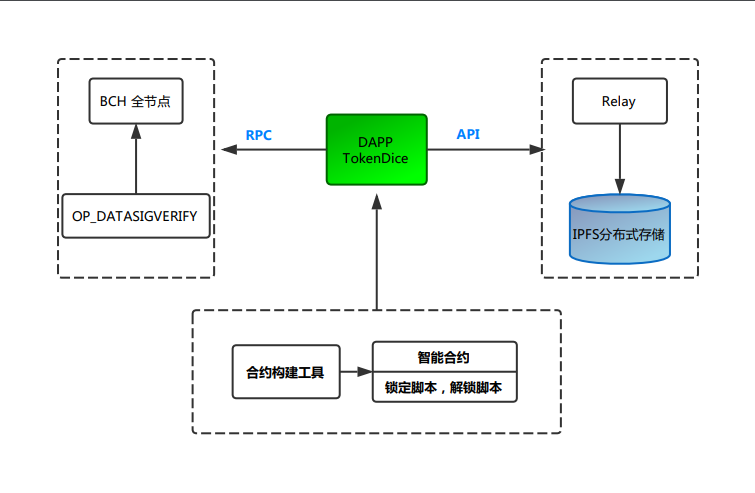 BCH 全节点
Relay
RPC
DAPP
TokenDice
API
OP_DATASIGVERIFY
IPFS分布式存储
合约构建工具
智能合约
锁定脚本，解锁脚本